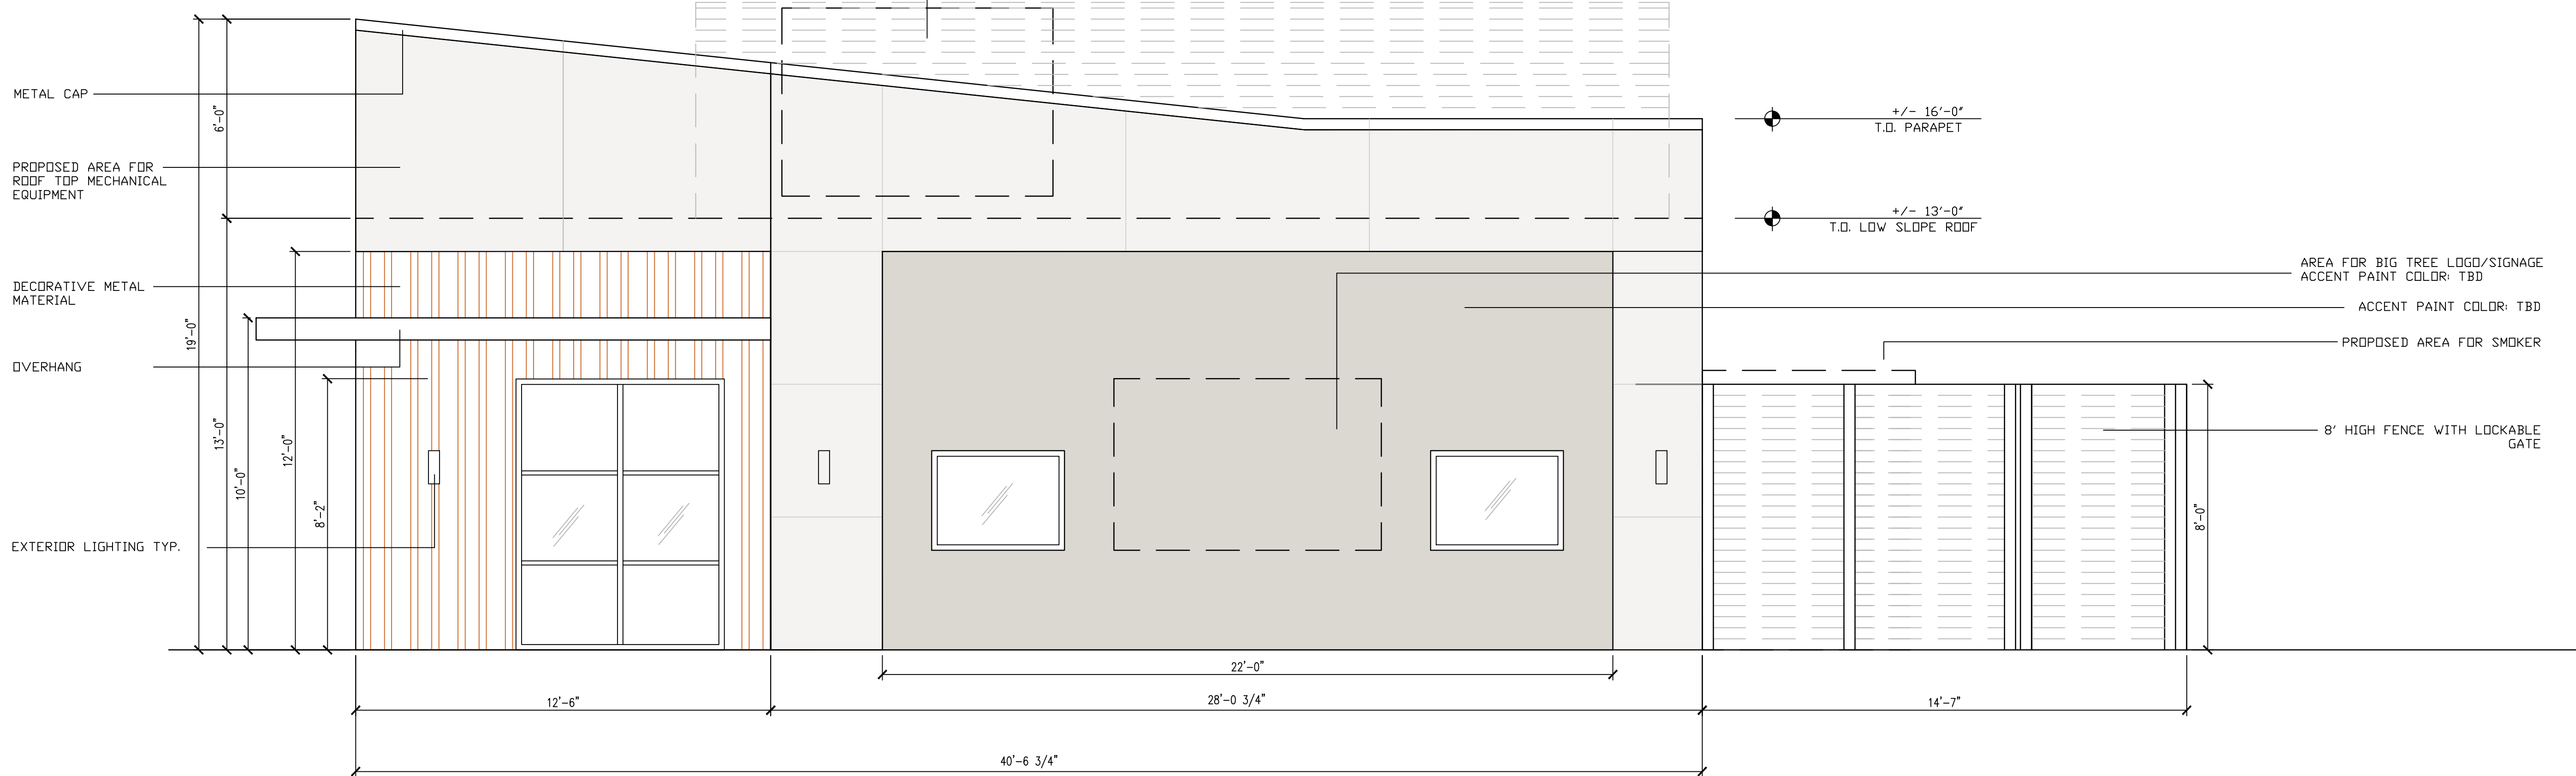 METAL CAP
PROPOSED AREA FOR
ROOF TOP MECHANICAL
EQUIPMENT
DECORATIVE METAL
MATERIAL
OVERHANG
EXTERIOR LIGHTING TYP.
6'-0"
19'-0"
13'-0"
10'-0"
12'-0"
8'-2"
+/- 16'-0"
T.O. PARAPET
+/- 13'-0"
T.O. LOW SLOPE ROOF
AREA FOR BIG TREE LOGO/SIGNAGE
ACCENT PAINT COLOR: TBD
ACCENT PAINT COLOR: TBD
PROPOSED AREA FOR SMOKER
8' HIGH FENCE WITH LOCKABLE
GATE
8'-0"
22'-0"
12'-6"
28'-0 3/4"
14'-7"
40'-6 3/4"